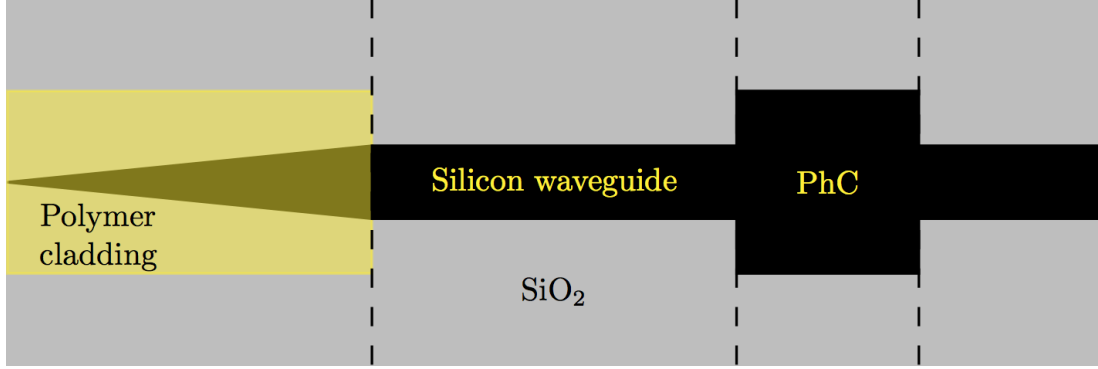 Silicon waveguide
PhC
Polymer
cladding
SiO₂